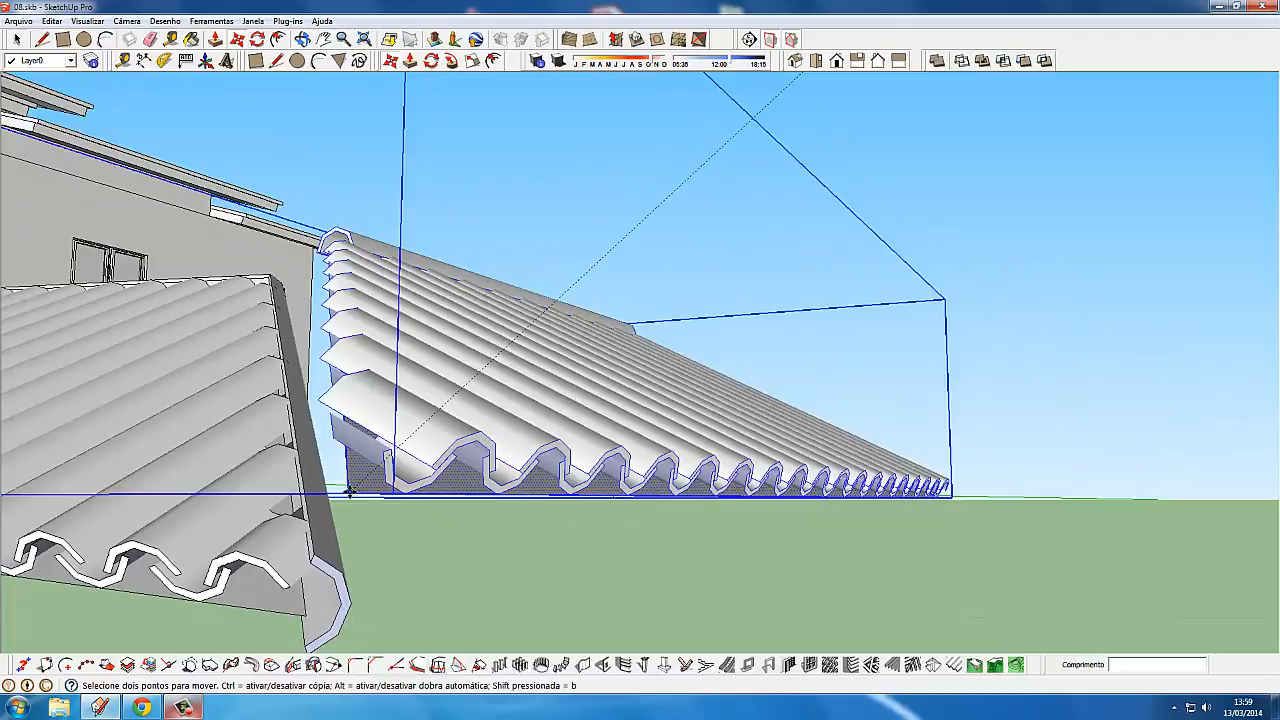 08.skb - SketchUp Pro
Arquivo Editar Visualizar Câmera Desenho Ferramentas Janela Plug-ins Ajuda
Layer0
J F M A M J J A S O N D 05:36 12:00 18:15
Comprimento
Selecione dois pontos para mover. Ctrl = ativar/desativar cópia; Alt = ativar/desativar dobra automática; Shift pressionada = b
13:59
13/03/2014